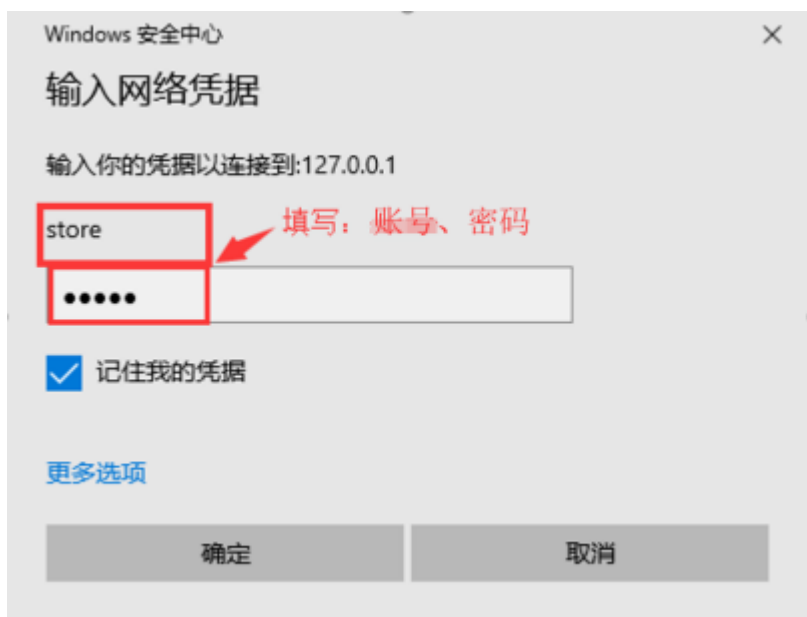 Windows 安全中心
输入网络凭据
输入你的凭据以连接到:127.0.0.1
store
填写：账号、密码
•••••
记住我的凭据
更多选项
确定 取消